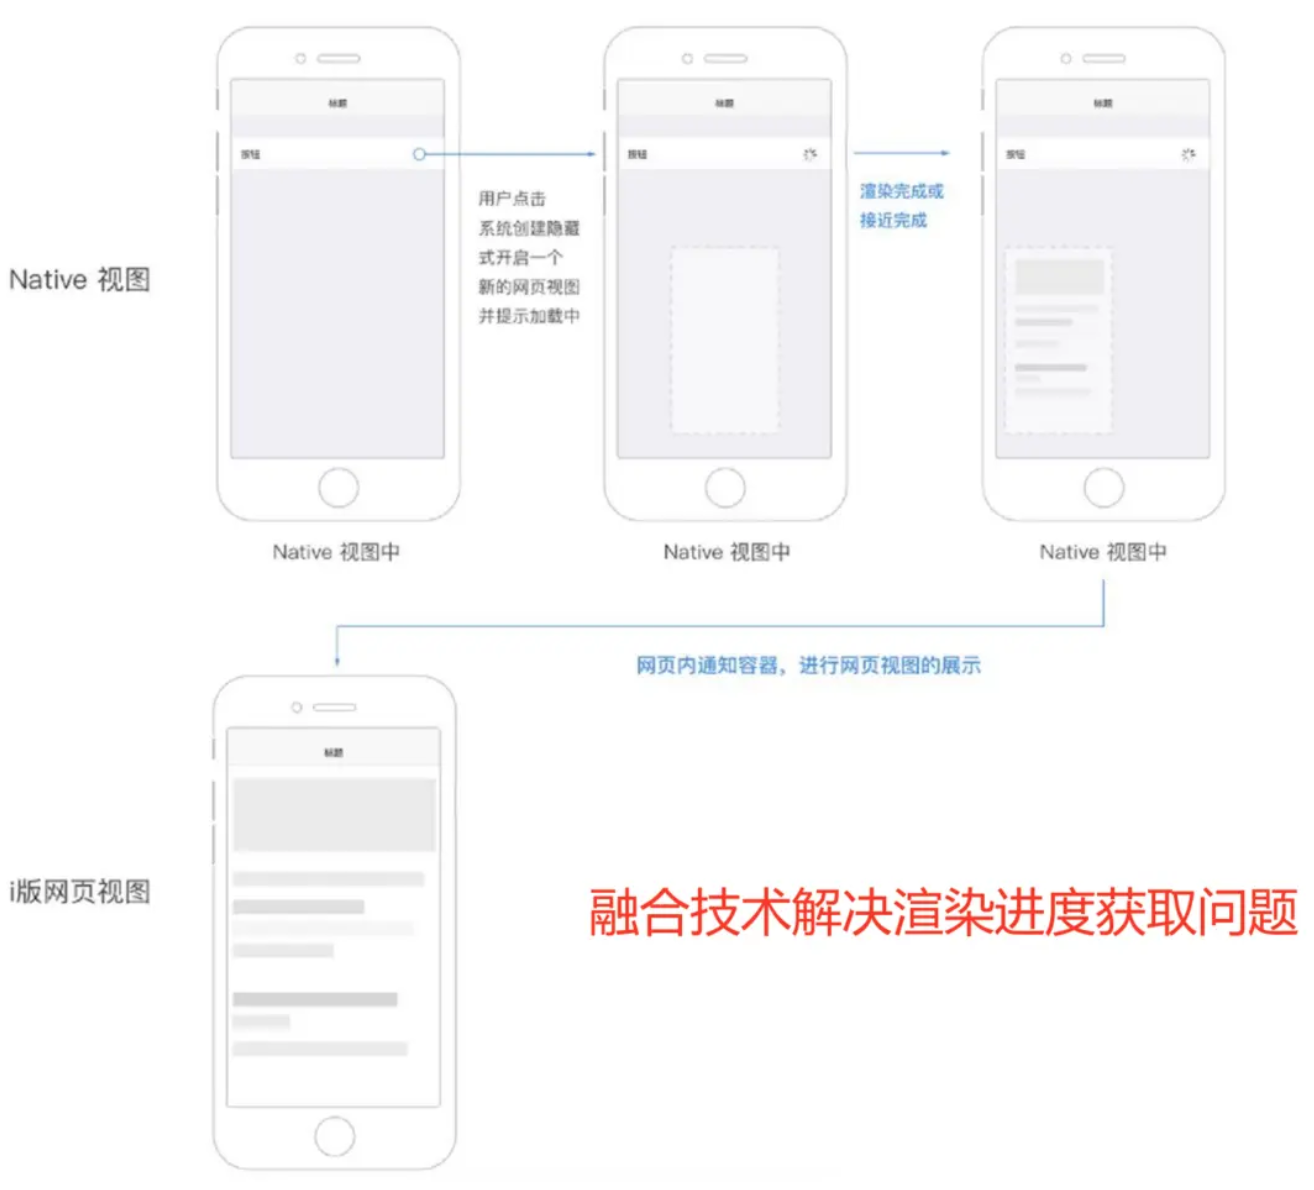 标题
标题
标题
按钮
按钮
按钮
用户点击
系统创建隐藏
式开启一个
新的网页视图
并提示加载中
渲染完成或
接近完成
Native 视图
Native 视图中
Native 视图中
Native 视图中
网页内通知容器，进行网页视图的展示
标题
i版网页视图
融合技术解决渲染进度获取问题